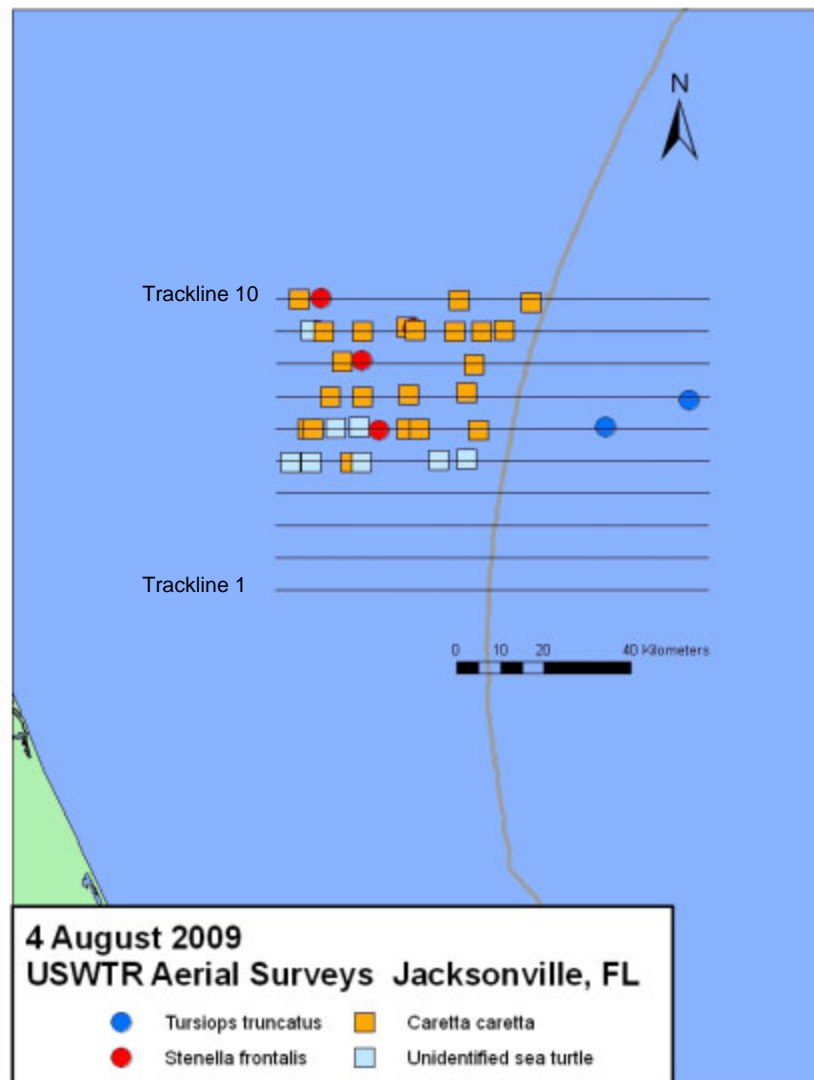 N
Trackline 10
Trackline 1
0 10 20 40 Kilometers
4 August 2009
USWTR Aerial Surveys Jacksonville, FL
Tursiops truncatus Caretta caretta
Stenella frontalis Unidentified sea turtle